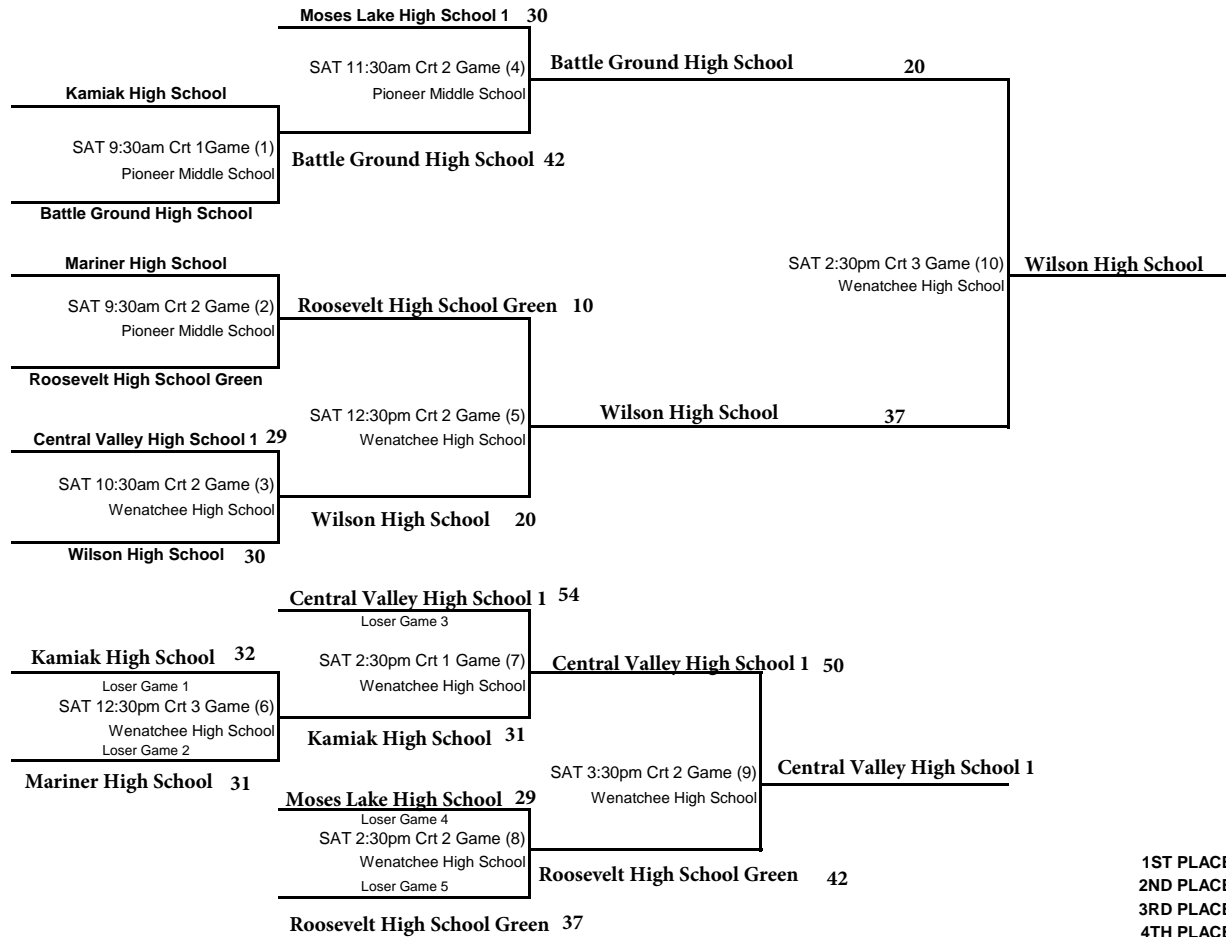 Moses Lake High School 1 30
SAT 11:30am Crt 2 Game (4)
Pioneer Middle School
Battle Ground High School 20
Kamiak High School
SAT 9:30am Crt 1Game (1)
Pioneer Middle School
Battle Ground High School 42
Battle Ground High School
Mariner High School
SAT 9:30am Crt 2 Game (2)
Pioneer Middle School
Roosevelt High School Green 10
Roosevelt High School Green
SAT 2:30pm Crt 3 Game (10)
Wenatchee High School
Wilson High School
SAT 12:30pm Crt 2 Game (5)
Wenatchee High School
Wilson High School 37
Central Valley High School 1 29
SAT 10:30am Crt 2 Game (3)
Wenatchee High School
Wilson High School 20
Wilson High School 30
Central Valley High School 1 54
Loser Game 3
SAT 2:30pm Crt 1 Game (7)
Wenatchee High School
Central Valley High School 1 50
Kamiak High School 32
Loser Game 1
SAT 12:30pm Crt 3 Game (6)
Wenatchee High School
Loser Game 2
Kamiak High School 31
Mariner High School 31
SAT 3:30pm Crt 2 Game (9)
Wenatchee High School
Central Valley High School 1
Moses Lake High School 29
Loser Game 4
SAT 2:30pm Crt 2 Game (8)
Wenatchee High School
Loser Game 5
Roosevelt High School Green 42
Roosevelt High School Green 37
1ST PLACE
2ND PLACE
3RD PLACE
4TH PLACE